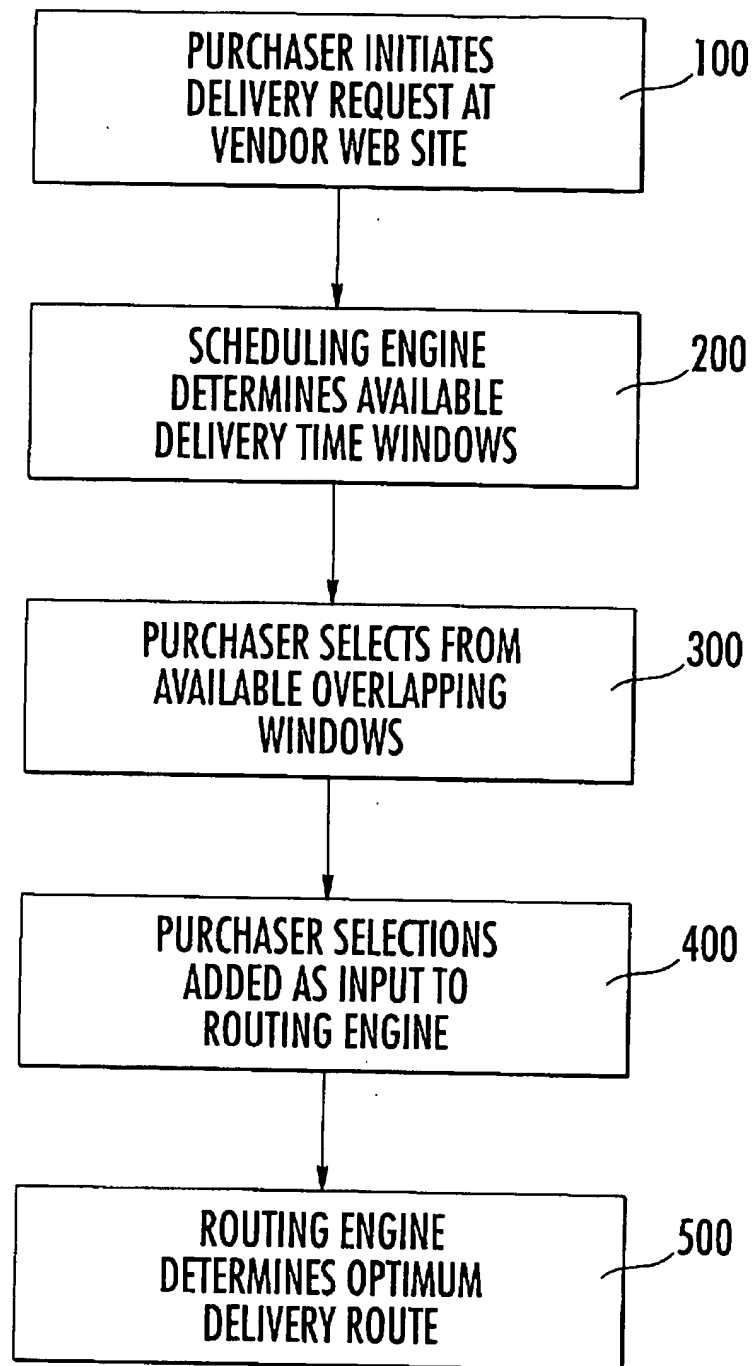 PURCHASER INITIATES
DELIVERY REQUEST AT
VENDOR WEB SITE
100
SCHEDULING ENGINE
DETERMINES AVAILABLE
DELIVERY TIME WINDOWS
200
PURCHASER SELECTS FROM
AVAILABLE OVERLAPPING
WINDOWS
300
PURCHASER SELECTIONS
ADDED AS INPUT TO
ROUTING ENGINE
400
ROUTING ENGINE
DETERMINES OPTIMUM
DELIVERY ROUTE
500